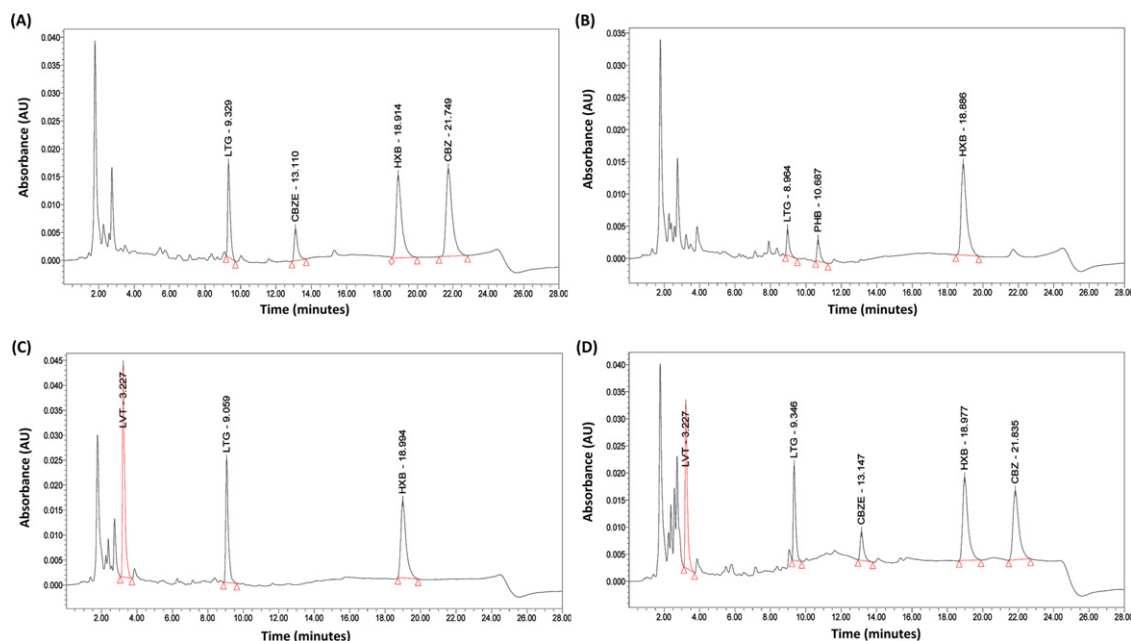 (A)
Absorbance (AU)
0.040
0.035
0.030
0.025
0.020
0.015
0.010
0.005
0.000
LTG - 9.329
CBZE - 13.110
HXB - 18.914
CBZ - 21.749
2.00 4.00 6.00 8.00 10.00 12.00 14.00 16.00 18.00 20.00 22.00 24.00 26.00 28.00
Time (minutes)
(B)
Absorbance (AU)
0.035
0.030
0.025
0.020
0.015
0.010
0.005
0.000
LTG - 8.964
PHB - 10.687
HXB - 18.886
2.00 4.00 6.00 8.00 10.00 12.00 14.00 16.00 18.00 20.00 22.00 24.00 26.00 28.00
Time (minutes)
(C)
Absorbance (AU)
0.045
0.040
0.035
0.030
0.025
0.020
0.015
0.010
0.005
0.000
LVT - 3.227
LTG - 9.059
HXB - 18.994
2.00 4.00 6.00 8.00 10.00 12.00 14.00 16.00 18.00 20.00 22.00 24.00 26.00 28.00
Time (minutes)
(D)
Absorbance (AU)
0.040
0.035
0.030
0.025
0.020
0.015
0.010
0.005
0.000
LVT - 3.227
LTG - 9.346
CBZE - 13.147
HXB - 18.977
CBZ - 21.835
2.00 4.00 6.00 8.00 10.00 12.00 14.00 16.00 18.00 20.00 22.00 24.00 26.00 28.00
Time (minutes)